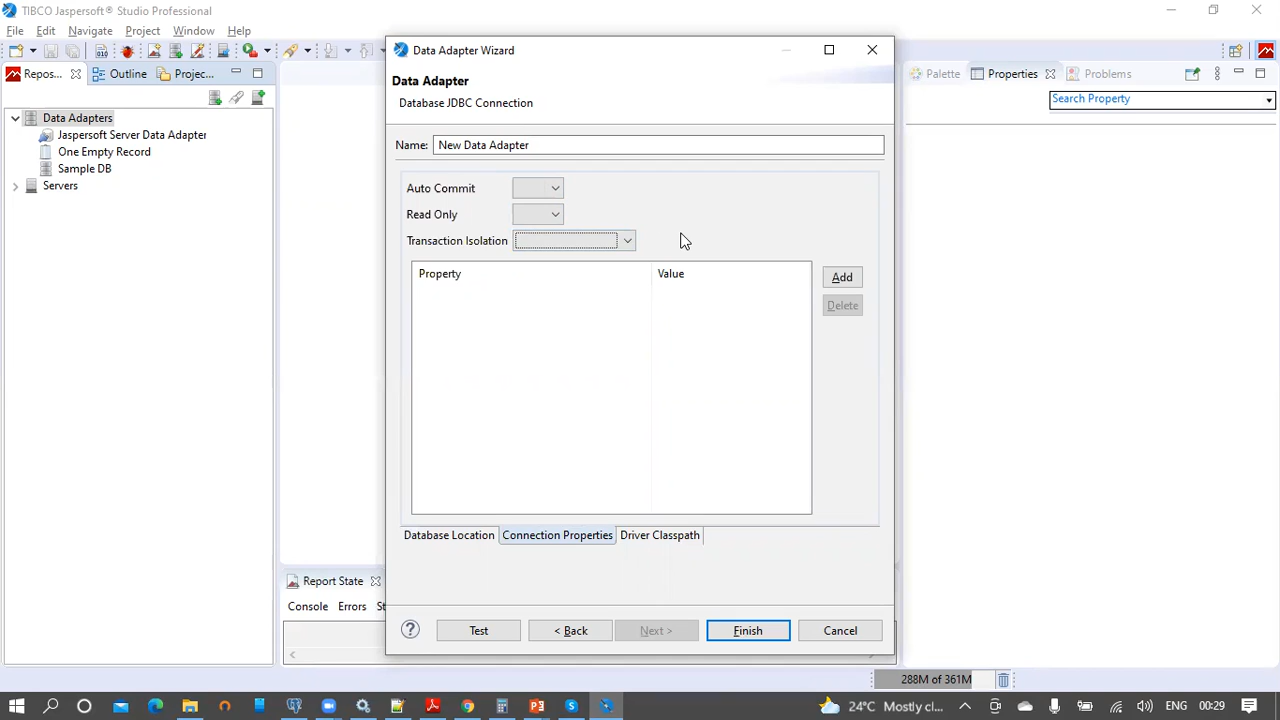 TIBCO Jaspersoft® Studio Professional
File Edit Navigate Project Window Help
Repos... Outline Projec...
Data Adapters
Jaspersoft Server Data Adapter
One Empty Record
Sample DB
Servers
Data Adapter Wizard
Data Adapter
Database JDBC Connection
Name: New Data Adapter
Auto Commit
Read Only
Transaction Isolation
Property Value
Add
Delete
Database Location Connection Properties Driver Classpath
Test < Back Next > Finish Cancel
Palette Properties Problems
Search Property
Report State
Console Errors St
288M of 361M
24°C Mostly cl... ENG 00:29